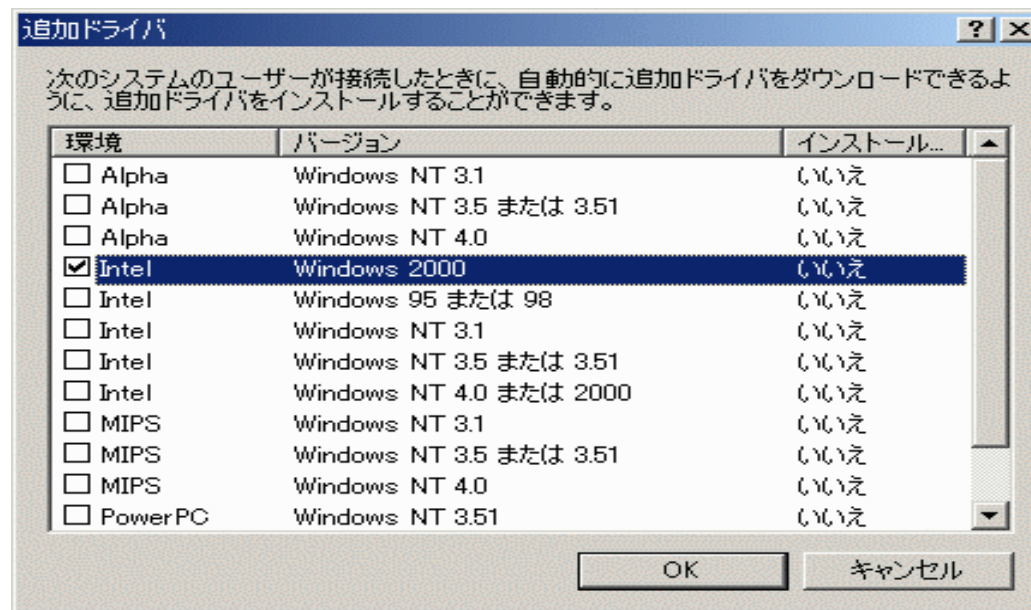 追加ドライバ
次のシステムのユーザーが接続したときに、自動的に追加ドライバをダウンロードできるよ
うに、追加ドライバをインストールすることができます。
環境 バージョン インストール...
Alpha Windows NT 3.1 いいえ
Alpha Windows NT 3.5 または 3.51 いいえ
Alpha Windows NT 4.0 いいえ
Intel Windows 2000 いいえ
Intel Windows 95 または 98 いいえ
Intel Windows NT 3.1 いいえ
Intel Windows NT 3.5 または 3.51 いいえ
Intel Windows NT 4.0 または 2000 いいえ
MIPS Windows NT 3.1 いいえ
MIPS Windows NT 3.5 または 3.51 いいえ
MIPS Windows NT 4.0 いいえ
PowerPC Windows NT 3.51 いいえ
OK キャンセル